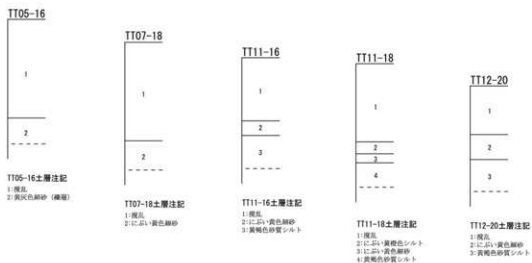 TT05-16
1
2
TT05-16土層注記
1:攪乱
2:黄灰色細砂(礫層)
TT07-18
1
2
TT07-18土層注記
1:攪乱
2:にぶい黄色細砂
TT11-16
1
2
3
TT11-16土層注記
1:攪乱
2:にぶい黄色細砂
3:黄褐色砂質シルト
TT11-18
1
2
3
4
TT11-18土層注記
1:攪乱
2:にぶい黄橙色シルト
3:にぶい黄色細砂
4:黄褐色砂質シルト
TT12-20
1
2
3
TT12-20土層注記
1:攪乱
2:にぶい黄色細砂
3:黄褐色砂質シルト